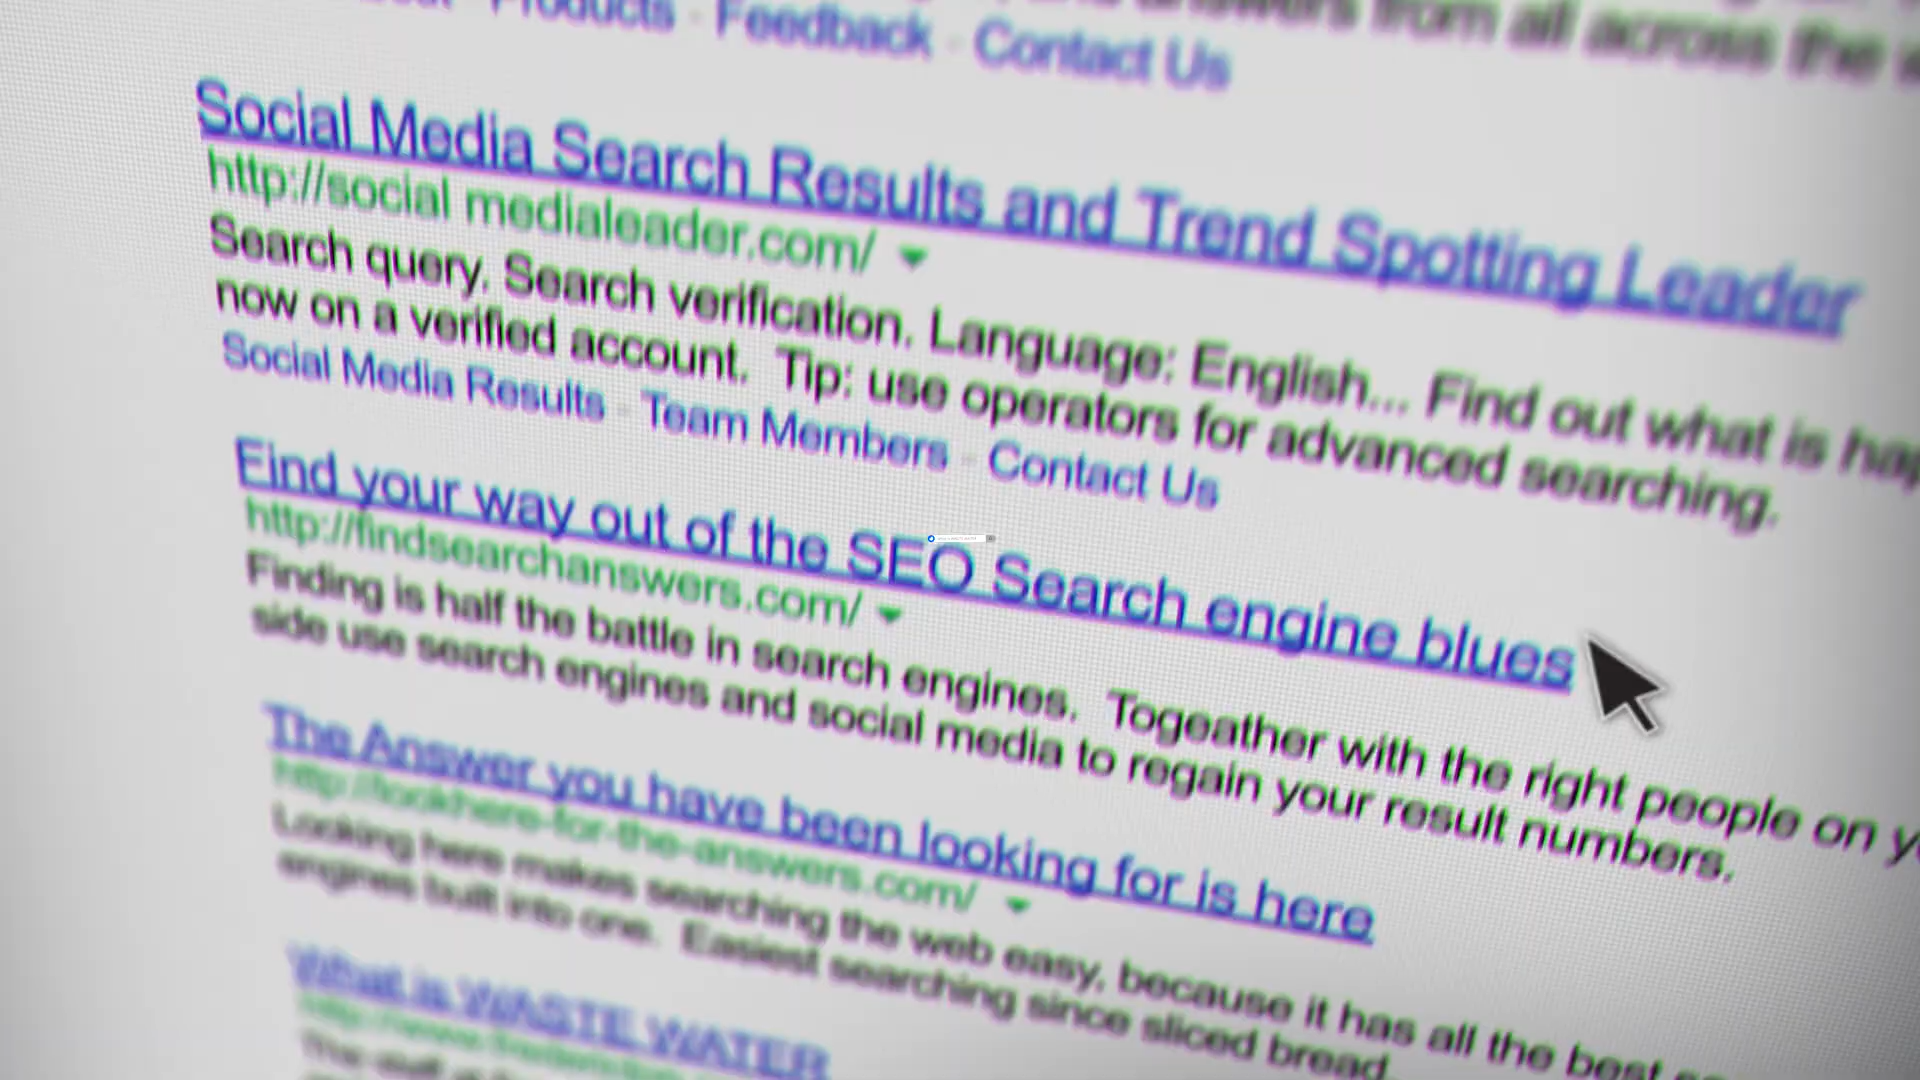 Products - Feedback - Contact Us
answers from all across the
Social Media Search Results and Trend Spotting Leader
http://social medialeader.com/
Search query. Search verification. Language: English... Find out what is
now on a verified account. Tip: use operators for advanced searching.
Social Media Results - Team Members - Contact Us
Find your way out of the SEO Search engine blues
http://findsearchanswers.com/
Finding is half the battle in search engines. Togeather with the right people on
side use search engines and social media to regain your result numbers.
The Answer you have been looking for is here
http://lookhere-for-the-answers.com/
Looking here makes searching the web easy, because it has all the best
engines built into one. Easiest searching since sliced bread.
What is WASTE WATER